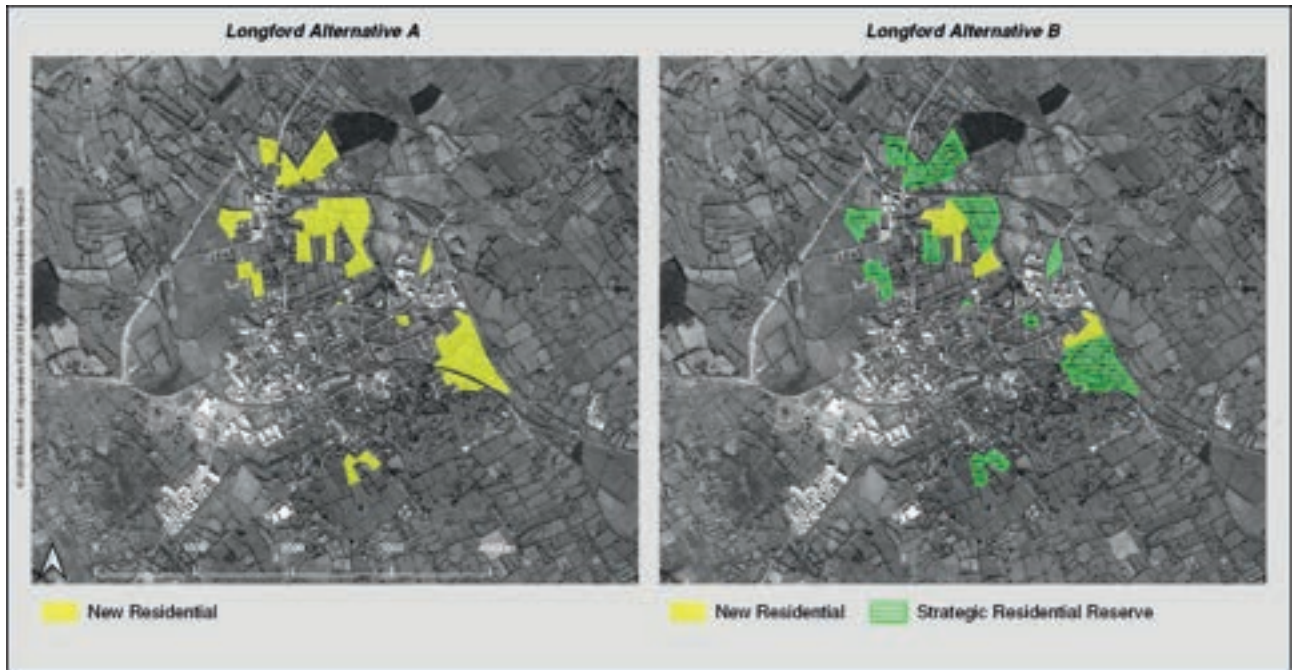 Longford Alternative A
Longford Alternative B
New Residential
New Residential
Strategic Residential Reserve